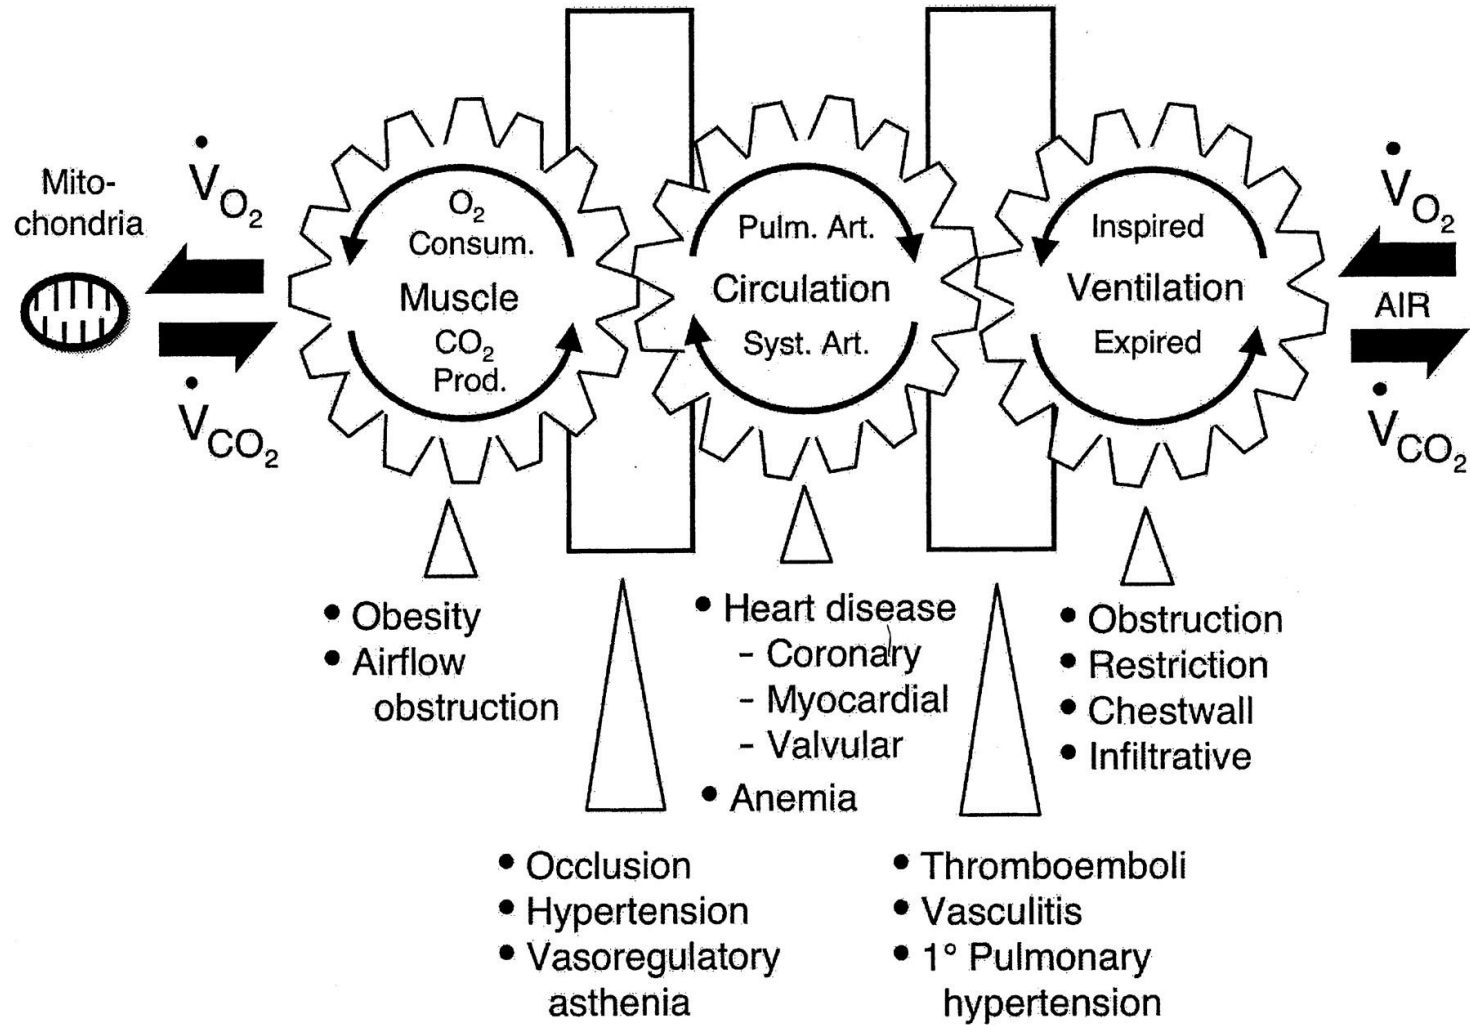 Mito-
chondria
V̇O₂
V̇CO₂
O₂
Consum.
Muscle
CO₂
Prod.
Pulm. Art.
Circulation
Syst. Art.
Inspired
Ventilation
Expired
V̇O₂
AIR
V̇CO₂
• Obesity
• Airflow
obstruction
• Occlusion
• Hypertension
• Vasoregulatory
asthenia
• Heart disease
– Coronary
– Myocardial
– Valvular
• Anemia
• Thromboemboli
• Vasculitis
• 1° Pulmonary
hypertension
• Obstruction
• Restriction
• Chestwall
• Infiltrative